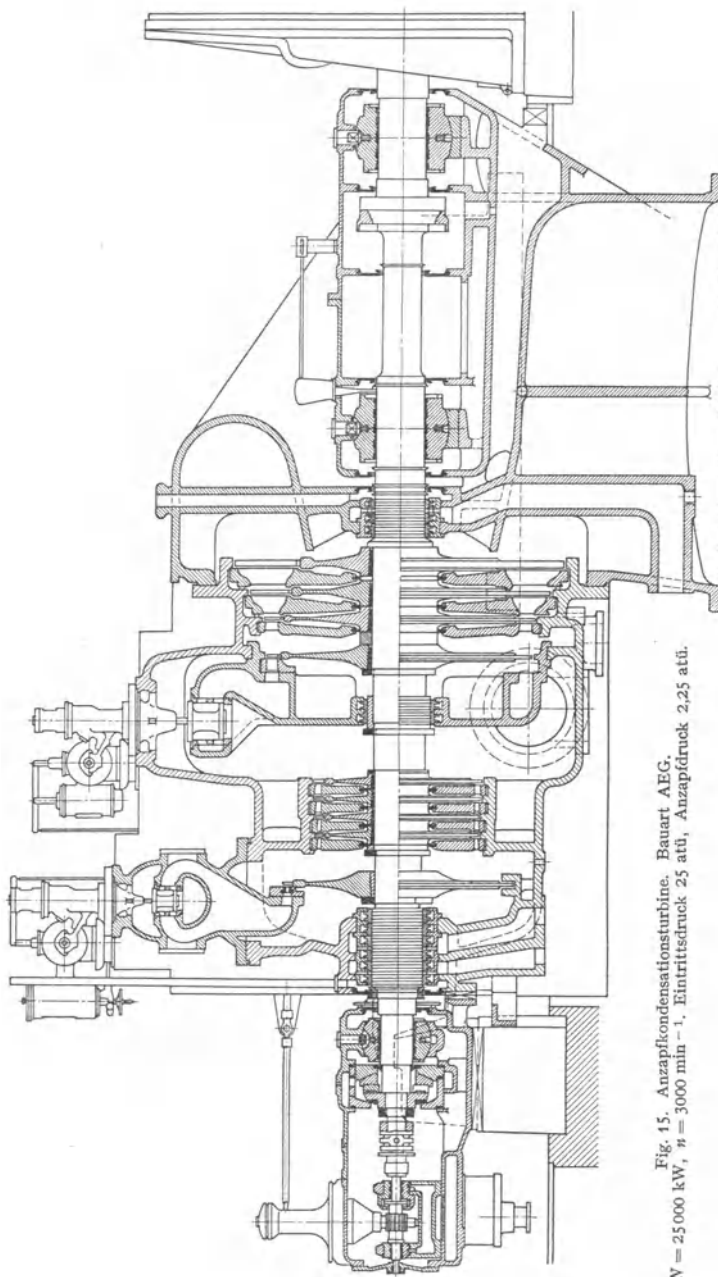 Fig. 15. Anzapfkondensationsturbine. Bauart AEG.
= 25000 kW, n = 3000 min⁻¹, Eintrittsdruck 25 atü, Anzapfdruck 2,25 atü.